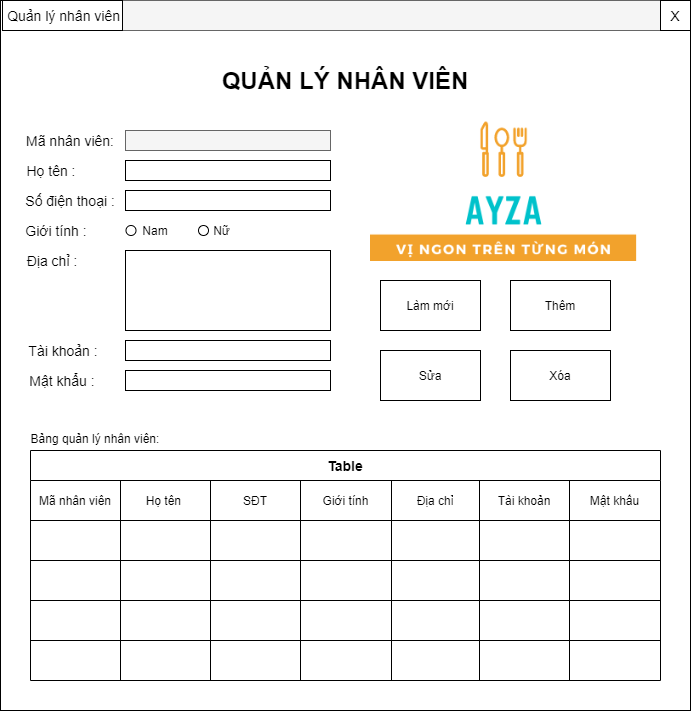 Quản lý nhân viên
X
QUẢN LÝ NHÂN VIÊN
Mã nhân viên:
Họ tên :
Số điện thoại :
Giới tính :
Nam
Nữ
Địa chỉ :
Tài khoản :
Mật khẩu :
AYZA
VỊ NGON TRÊN TỪNG MÓN
Làm mới
Thêm
Sửa
Xóa
Bảng quản lý nhân viên:
Table
Mã nhân viên Họ tên SĐT Giới tính Địa chỉ Tài khoản Mật khẩu